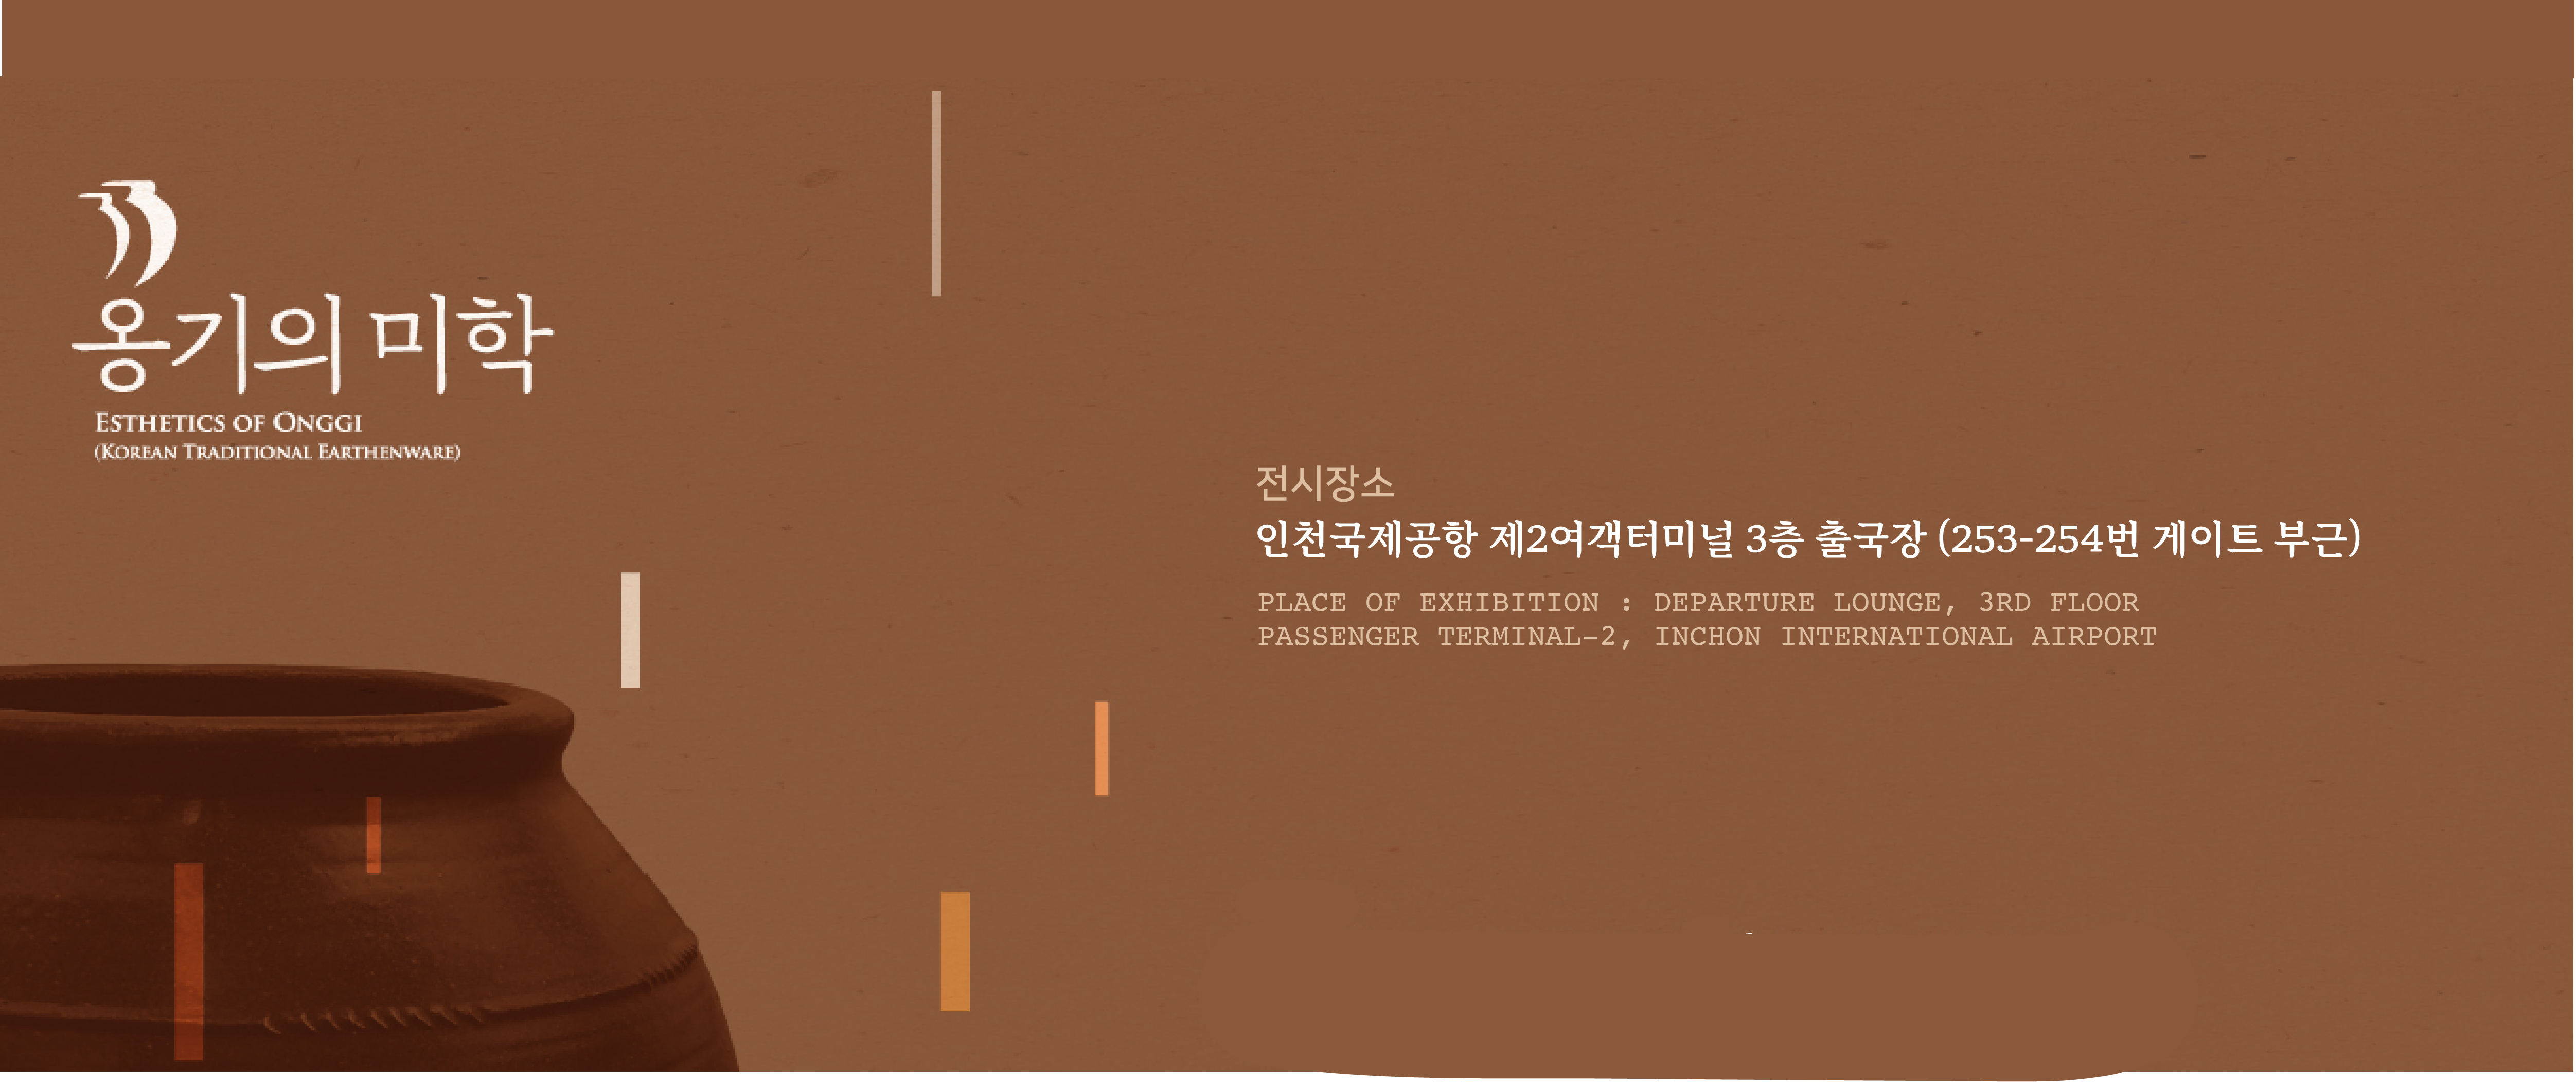 옹기의 미학
ESTHETICS OF ONGGI
(KOREAN TRADITIONAL EARTHENWARE)
전시장소
인천국제공항 제2여객터미널 3층 출국장 (253-254번 게이트 부근)
PLACE OF EXHIBITION : DEPARTURE LOUNGE, 3RD FLOOR
PASSENGER TERMINAL-2, INCHON INTERNATIONAL AIRPORT